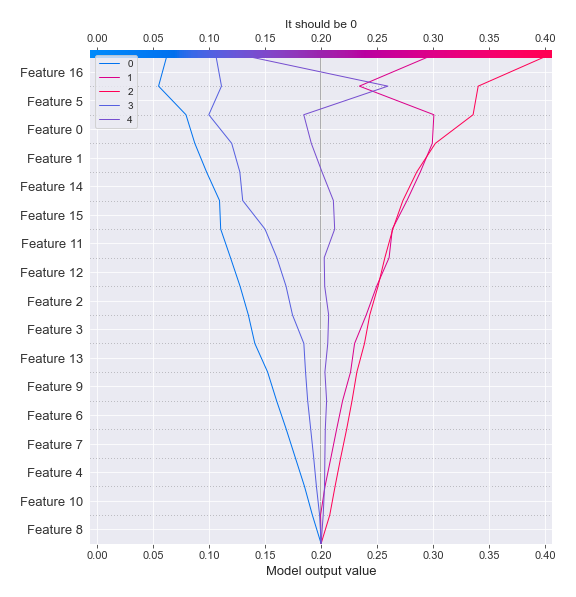 It should be 0
0.00 0.05 0.10 0.15 0.20 0.25 0.30 0.35 0.40
0
1
2
3
4
Feature 16
Feature 5
Feature 0
Feature 1
Feature 14
Feature 15
Feature 11
Feature 12
Feature 2
Feature 3
Feature 13
Feature 9
Feature 6
Feature 7
Feature 4
Feature 10
Feature 8
0.00 0.05 0.10 0.15 0.20 0.25 0.30 0.35 0.40
Model output value